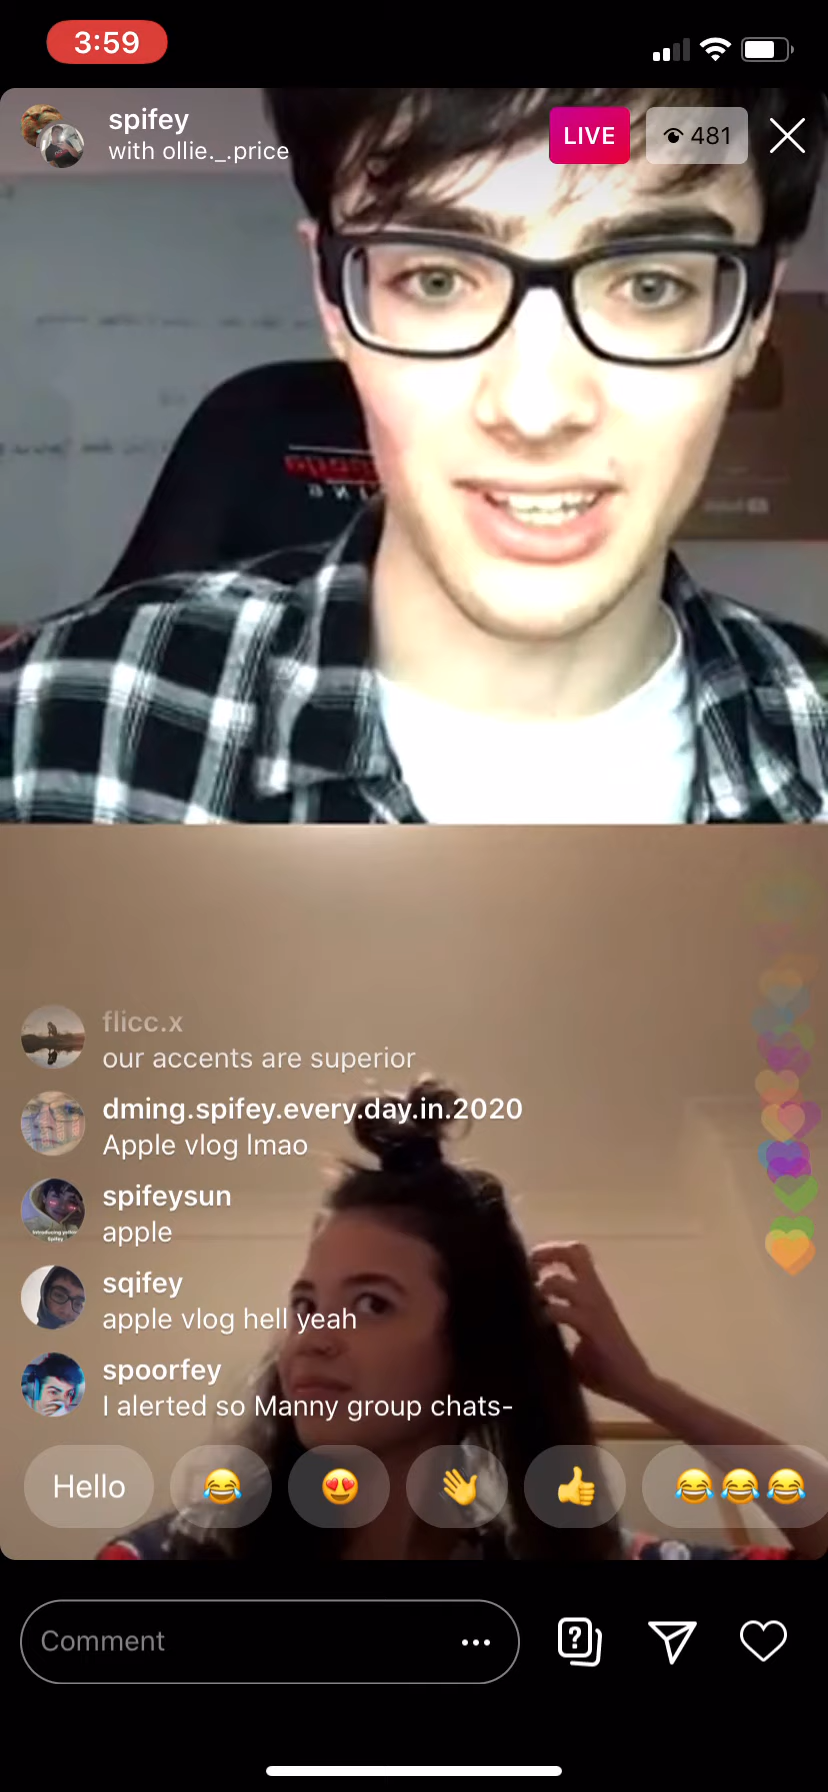 3:59
spifey
with ollie._.price
LIVE
481
flicc.x
our accents are superior
dming.spifey.every.day.in.2020
Apple vlog lmao
spifeysun
apple
sqifey
apple vlog hell yeah
spoorfey
I alerted so Manny group chats-
Hello
Comment